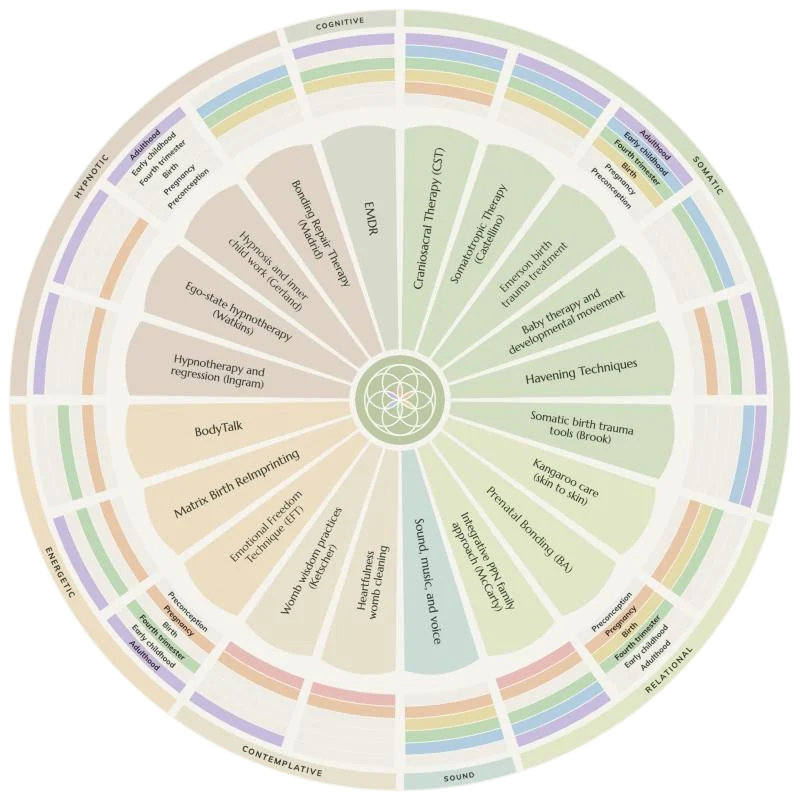 COGNITIVE
SOMATIC
RELATIONAL
SOUND
CONTEMPLATIVE
ENERGETIC
HYPNOTIC
EMDR
Craniosacral Therapy (CST)
Somatotropic Therapy
(Castellino)
Emerson birth
trauma treatment
Baby therapy and
developmental movement
Havening Techniques
Somatic birth trauma
tools (Brook)
Kangaroo care
(skin to skin)
Prenatal Bonding (BA)
Integrative PPN family
approach (McCarty)
Sound, music, and voice
Heartfulness
womb cleaning
Womb wisdom practices
(Ketscher)
Emotional Freedom
Technique (EFT)
Matrix Birth ReImprinting
BodyTalk
Hypnotherapy and
regression (Ingram)
Ego-state hypnotherapy
(Watkins)
Hypnosis and inner
child work (Gerland)
Bonding Repair Therapy
(Madrid)
Adulthood
Early childhood
Fourth trimester
Birth
Pregnancy
Preconception
Adulthood
Early childhood
Fourth trimester
Birth
Pregnancy
Preconception
Preconception
Pregnancy
Birth
Fourth trimester
Early childhood
Adulthood
Preconception
Pregnancy
Birth
Fourth trimester
Early childhood
Adulthood